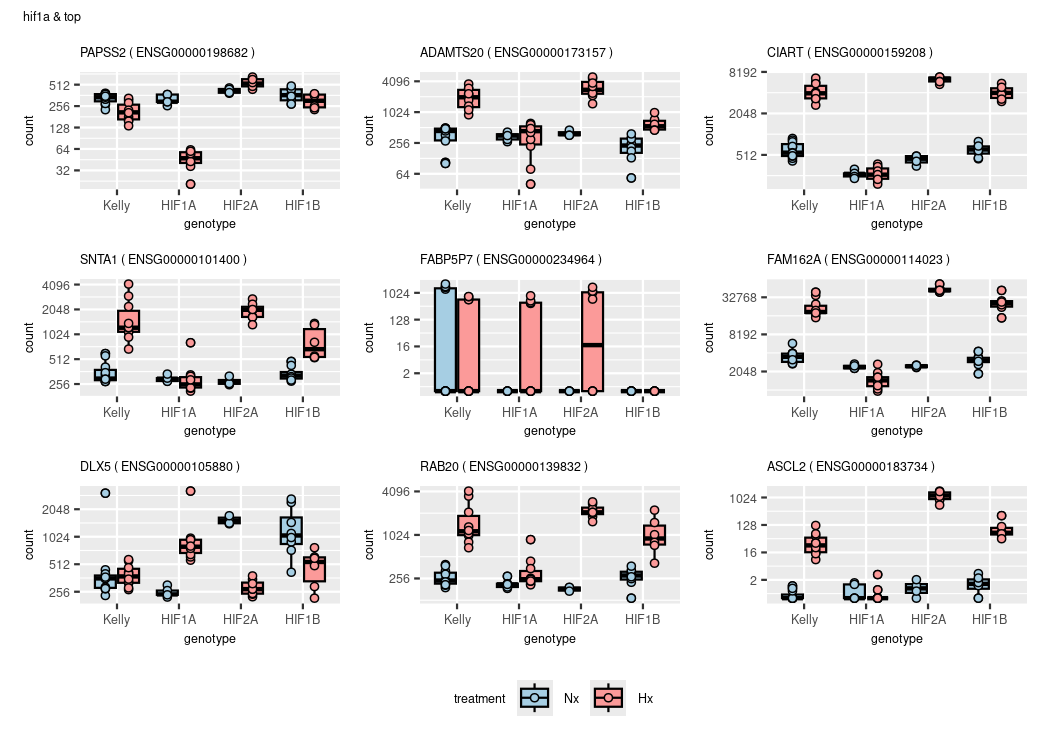 hif1a & top
PAPSS2 ( ENSG00000198682 )
count
512
256
128
64
32
Kelly HIF1A HIF2A HIF1B
genotype
ADAMTS20 ( ENSG00000173157 )
count
4096
1024
256
64
Kelly HIF1A HIF2A HIF1B
genotype
CIART ( ENSG00000159208 )
count
8192
2048
512
Kelly HIF1A HIF2A HIF1B
genotype
SNTA1 ( ENSG00000101400 )
count
4096
2048
1024
512
256
Kelly HIF1A HIF2A HIF1B
genotype
FABP5P7 ( ENSG00000234964 )
count
1024
128
16
2
Kelly HIF1A HIF2A HIF1B
genotype
FAM162A ( ENSG00000114023 )
count
32768
8192
2048
Kelly HIF1A HIF2A HIF1B
genotype
DLX5 ( ENSG00000105880 )
count
2048
1024
512
256
Kelly HIF1A HIF2A HIF1B
genotype
RAB20 ( ENSG00000139832 )
count
4096
1024
256
Kelly HIF1A HIF2A HIF1B
genotype
ASCL2 ( ENSG00000183734 )
count
1024
128
16
2
Kelly HIF1A HIF2A HIF1B
genotype
treatment Nx Hx